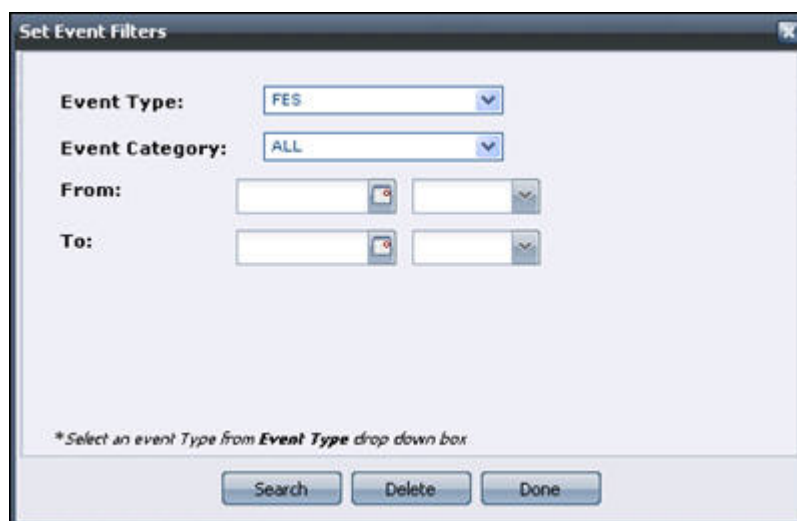 Set Event Filters
Event Type: FES
Event Category: ALL
From:
To:
*Select an event Type from Event Type drop down box
Search Delete Done